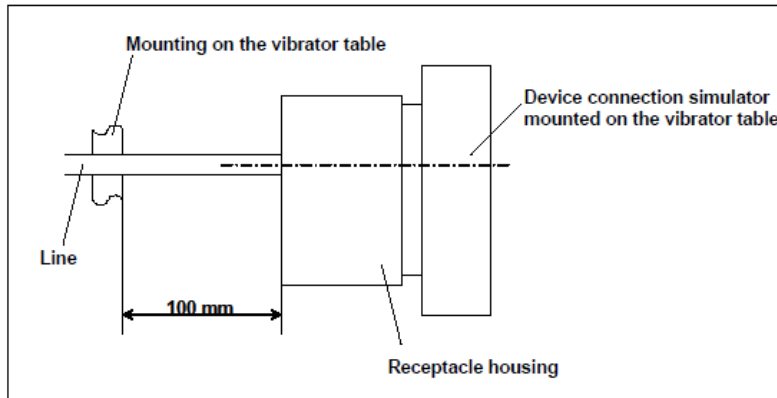 Mounting on the vibrator table
Device connection simulator
mounted on the vibrator table
Line
100 mm
Receptacle housing